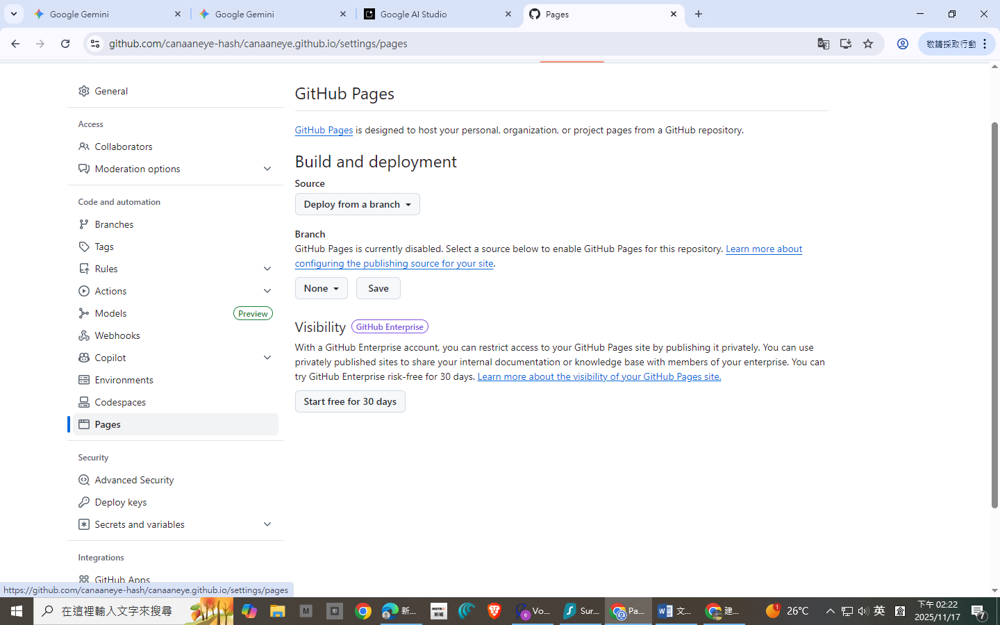 Google Gemini
Google Gemini
Google AI Studio
Pages
github.com/canaaneye-hash/canaaneye.github.io/settings/pages
敬請採取行動
General
Access
Collaborators
Moderation options
Code and automation
Branches
Tags
Rules
Actions
Models
Preview
Webhooks
Copilot
Environments
Codespaces
Pages
Security
Advanced Security
Deploy keys
Secrets and variables
Integrations
GitHub Apps
GitHub Pages
GitHub Pages is designed to host your personal, organization, or project pages from a GitHub repository.
Build and deployment
Source
Deploy from a branch
Branch
GitHub Pages is currently disabled. Select a source below to enable GitHub Pages for this repository. Learn more about
configuring the publishing source for your site.
None
Save
Visibility GitHub Enterprise
With a GitHub Enterprise account, you can restrict access to your GitHub Pages site by publishing it privately. You can use
privately published sites to share your internal documentation or knowledge base with members of your enterprise. You can
try GitHub Enterprise risk-free for 30 days. Learn more about the visibility of your GitHub Pages site.
Start free for 30 days
https://github.com/canaaneye-hash/canaaneye.github.io/settings/pages
在這裡輸入文字來搜尋
新...
Vo...
Sur...
Pa...
文...
建...
1
26°C
英
倉
下午 02:22
2025/11/17
7